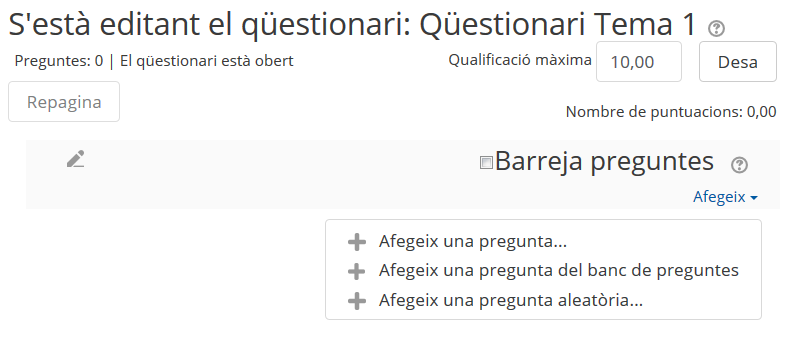 S'està editant el qüestionari: Qüestionari Tema 1
Preguntes: 0 | El qüestionari està obert
Qualificació màxima 10,00 Desa
Repagina
Nombre de puntuacions: 0,00
Barreja preguntes
Afegeix
Afegeix una pregunta...
Afegeix una pregunta del banc de preguntes
Afegeix una pregunta aleatòria...